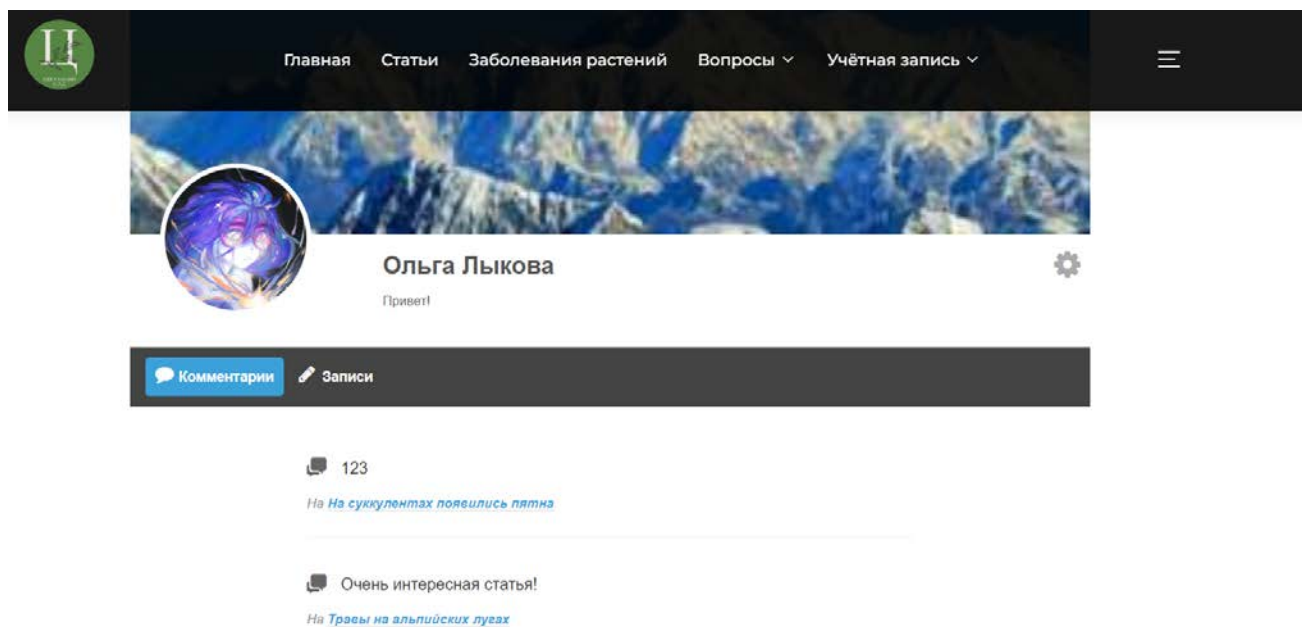 Ц
Главная Статьи Заболевания растений Вопросы Учётная запись
Ольга Лыкова
Привет!
Комментарии Записи
123
На На суккулентах появились пятна
Очень интересная статья!
На Травы на альпийских лугах